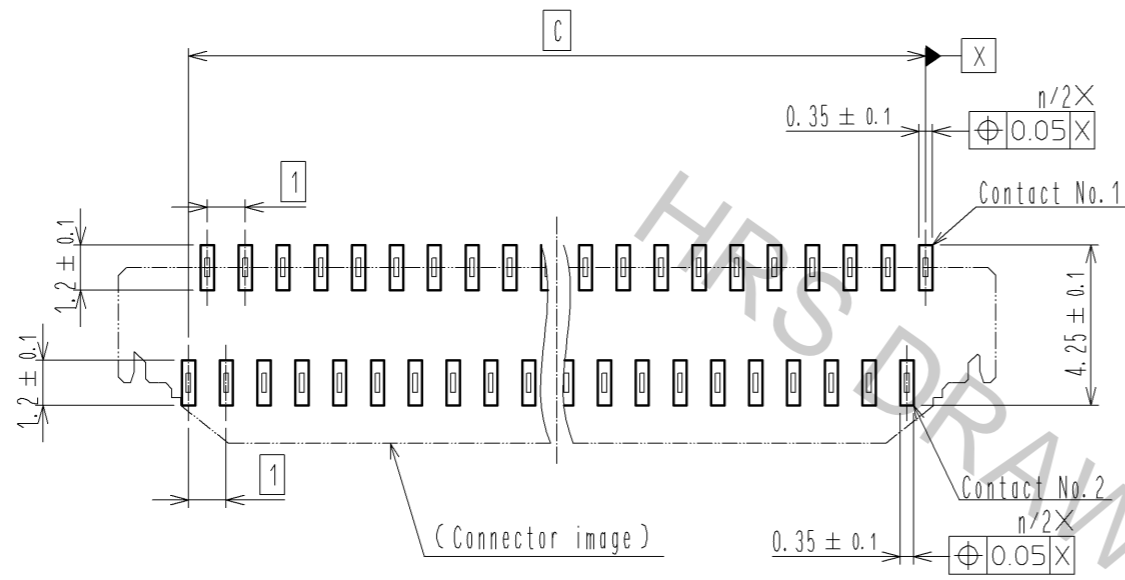 C
X
n/2X
0.35 ± 0.1
⌖ 0.05 X
1
Contact No.1
1.2 ± 0.1
4.25 ± 0.1
1.2 ± 0.1
1
Contact No.2
(Connector image)
n/2X
0.35 ± 0.1
⌖ 0.05 X
HRS DRAW